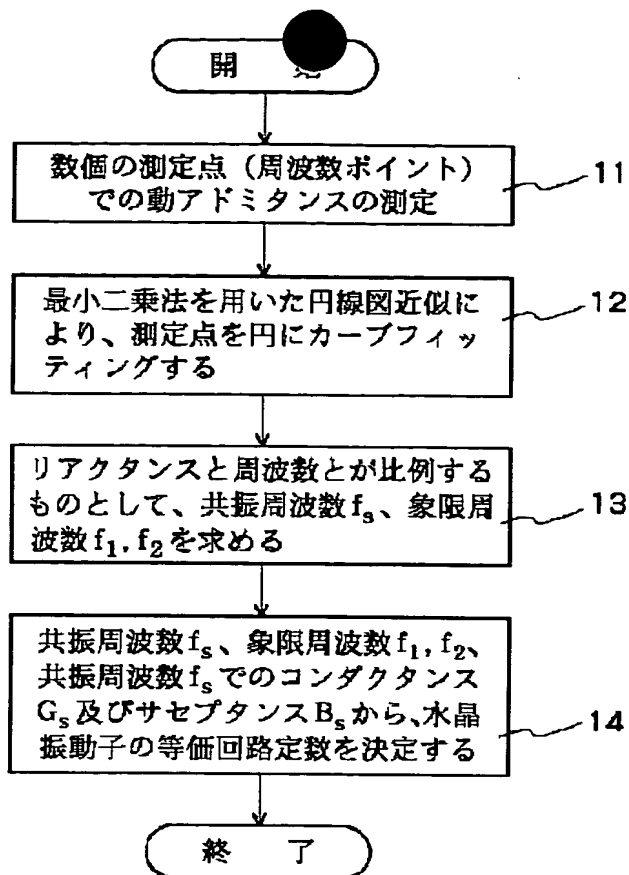 開
数個の測定点（周波数ポイント）
での動アドミタンスの測定
11
最小二乗法を用いた円線図近似に
より、測定点を円にカーブフィッ
ティングする
12
リアクタンスと周波数とが比例する
ものとして、共振周波数fs、象限周
波数f1, f2を求める
13
共振周波数fs、象限周波数f1, f2、
共振周波数fsでのコンダクタンス
Gs及びサセプタンスBsから、水晶
振動子の等価回路定数を決定する
14
終 了